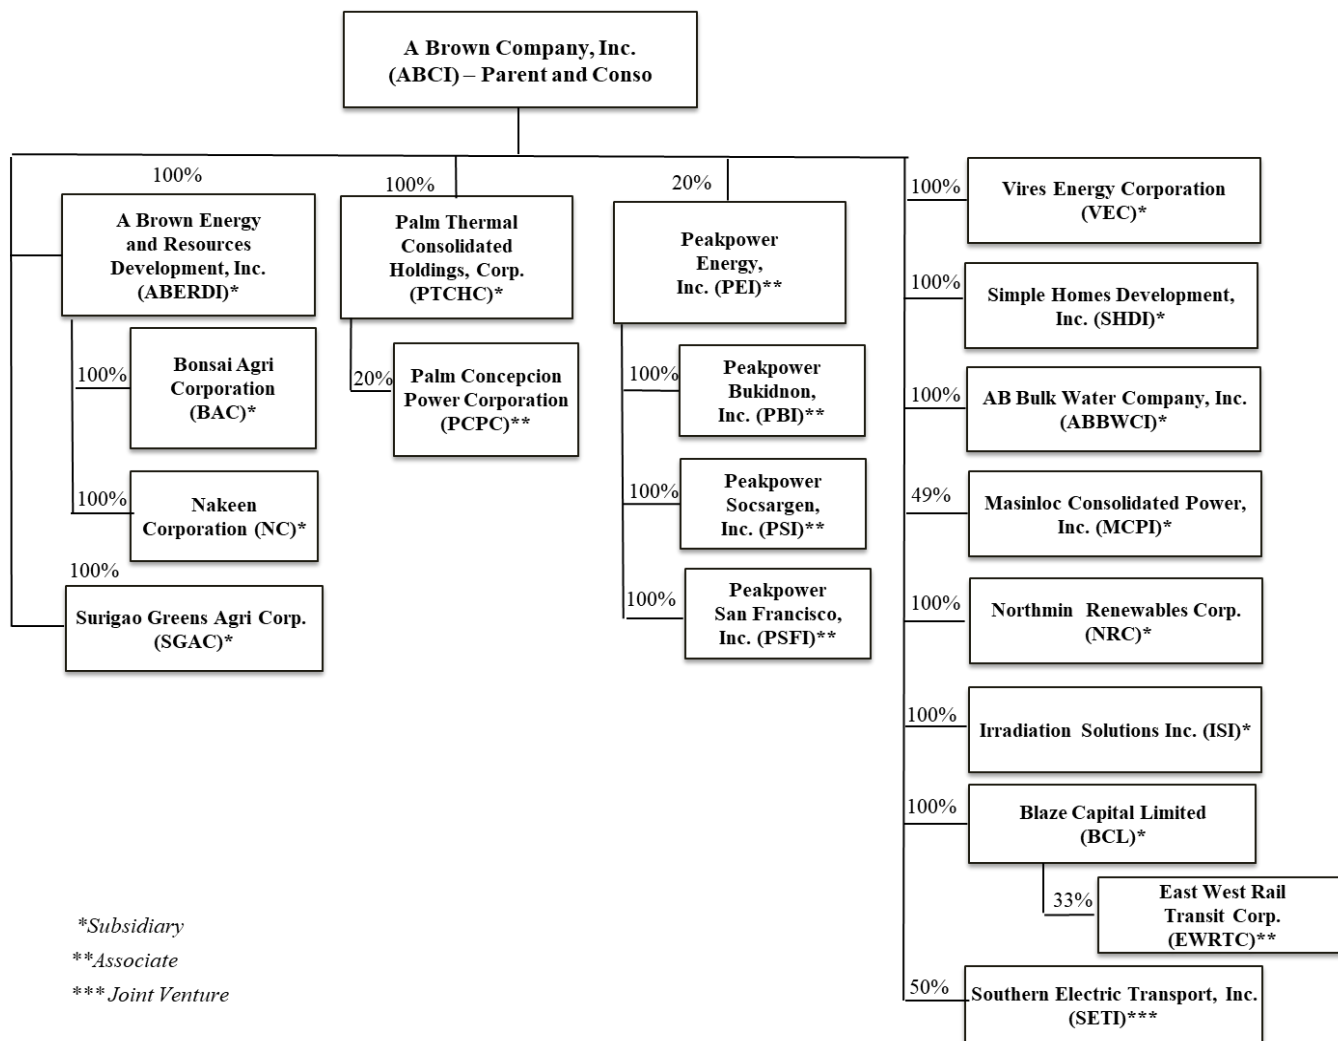 A Brown Company, Inc.
(ABCI) – Parent and Conso
100%
A Brown Energy
and Resources
Development, Inc.
(ABERDI)*
100%
Bonsai Agri
Corporation
(BAC)*
100%
Nakeen
Corporation (NC)*
100%
Surigao Greens Agri Corp.
(SGAC)*
100%
Palm Thermal
Consolidated
Holdings, Corp.
(PTCHC)*
20%
Palm Concepcion
Power Corporation
(PCPC)**
20%
Peakpower
Energy,
Inc. (PEI)**
100%
Peakpower
Bukidnon,
Inc. (PBI)**
100%
Peakpower
Socsargen,
Inc. (PSI)**
100%
Peakpower
San Francisco,
Inc. (PSFI)**
100%
Vires Energy Corporation
(VEC)*
100%
Simple Homes Development,
Inc. (SHDI)*
100%
AB Bulk Water Company, Inc.
(ABBWCI)*
49%
Masinloc Consolidated Power,
Inc. (MCPI)*
100%
Northmin Renewables Corp.
(NRC)*
100%
Irradiation Solutions Inc. (ISI)*
100%
Blaze Capital Limited
(BCL)*
33%
East West Rail
Transit Corp.
(EWRTC)**
50%
Southern Electric Transport, Inc.
(SETI)***
*Subsidiary
**Associate
*** Joint Venture